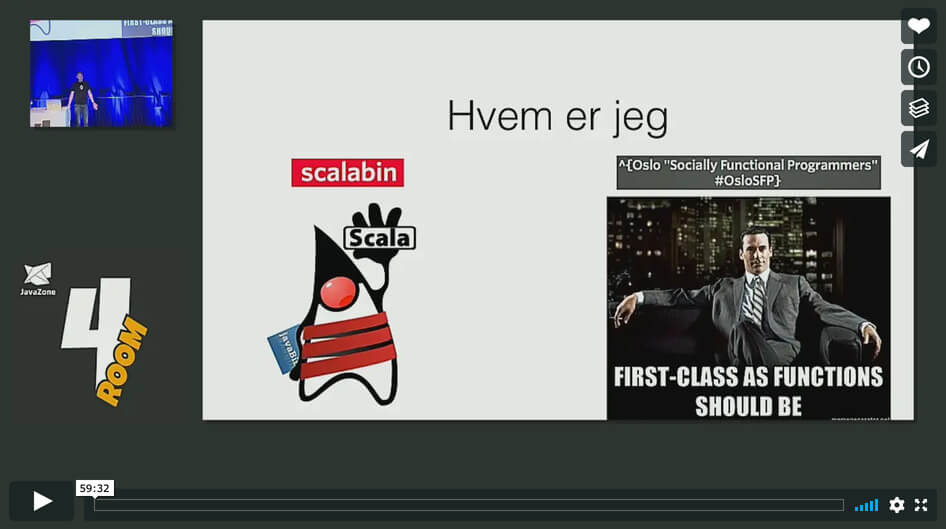 FIRST-CLASS A
SHOUL
Hvem er jeg
scalabin
^{Oslo "Socially Functional Programmers"
#OsloSFP}
Scala
JavaZone
4
ROOM
FIRST-CLASS AS FUNCTIONS
SHOULD BE
59:32